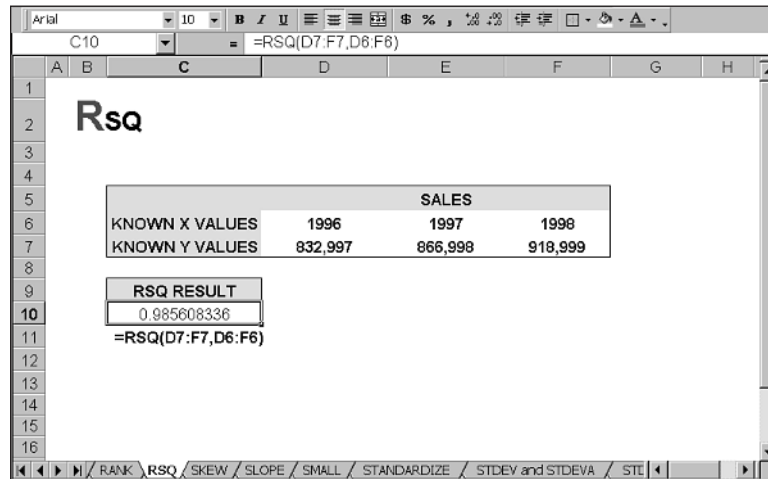 Arial 10 B I U $ % ,
C10 = =RSQ(D7:F7,D6:F6)
A B C D E F G H
1
2 RSQ
3
4
5 SALES
6 KNOWN X VALUES 1996 1997 1998
7 KNOWN Y VALUES 832,997 866,998 918,999
8
9 RSQ RESULT
10 0.985608336
11 =RSQ(D7:F7,D6:F6)
12
13
14
15
16
RANK RSQ SKEW SLOPE SMALL STANDARDIZE STDEV and STDEVA